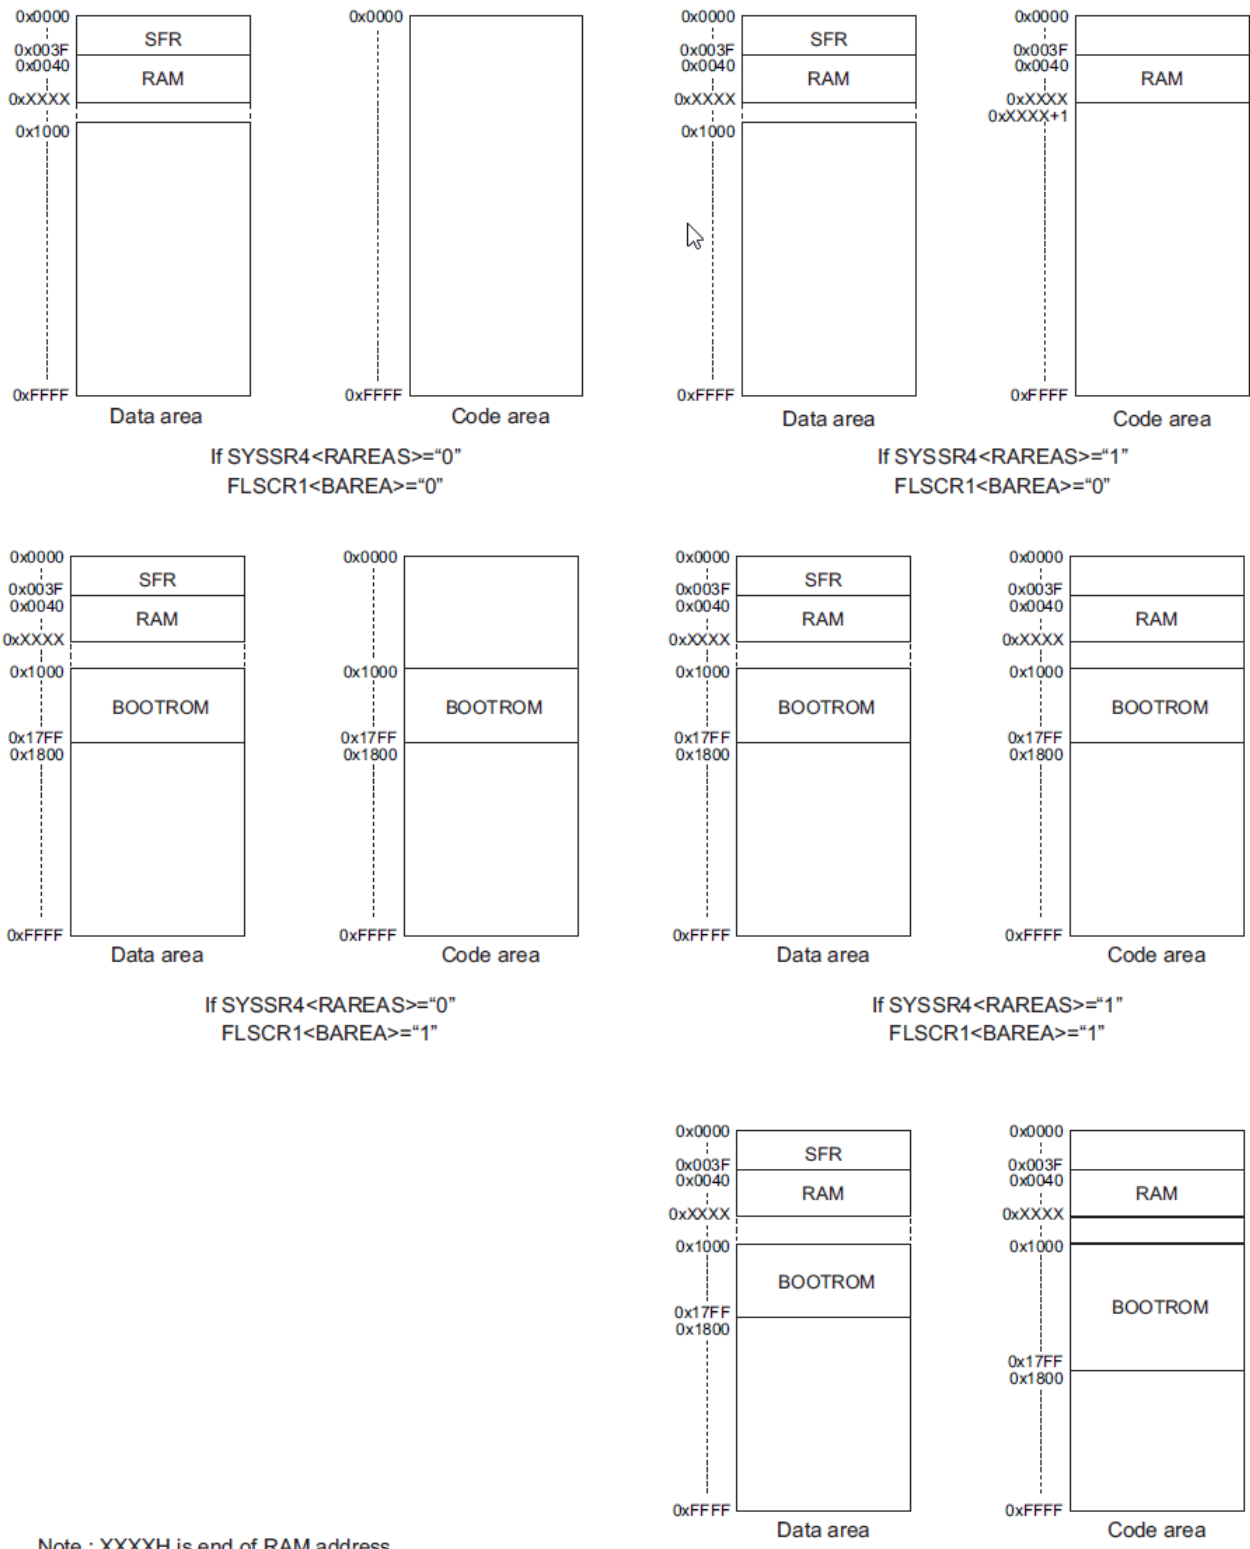 0x0000
SFR
0x003F
0x0040
RAM
0xXXXX
0x1000
0xFFFF
Data area
0x0000
0xFFFF
Code area
If SYSSR4<RAREAS>=“0”
FLSCR1<BAREA>=“0”
0x0000
SFR
0x003F
0x0040
RAM
0xXXXX
0x1000
0xFFFF
Data area
0x0000
0x003F
0x0040
RAM
0xXXXX
0xXXXX+1
0xFFFF
Code area
If SYSSR4<RAREAS>=“1”
FLSCR1<BAREA>=“0”
0x0000
SFR
0x003F
0x0040
RAM
0xXXXX
0x1000
BOOTROM
0x17FF
0x1800
0xFFFF
Data area
0x0000
0x1000
BOOTROM
0x17FF
0x1800
0xFFFF
Code area
If SYSSR4<RAREAS>=“0”
FLSCR1<BAREA>=“1”
0x0000
SFR
0x003F
0x0040
RAM
0xXXXX
0x1000
BOOTROM
0x17FF
0x1800
0xFFFF
Data area
0x0000
0x003F
0x0040
RAM
0xXXXX
0x1000
BOOTROM
0x17FF
0x1800
0xFFFF
Code area
If SYSSR4<RAREAS>=“1”
FLSCR1<BAREA>=“1”
0x0000
SFR
0x003F
0x0040
RAM
0xXXXX
0x1000
BOOTROM
0x17FF
0x1800
0xFFFF
Data area
0x0000
0x003F
0x0040
RAM
0xXXXX
0x1000
BOOTROM
0x17FF
0x1800
0xFFFF
Code area
Note : XXXXH is end of RAM address